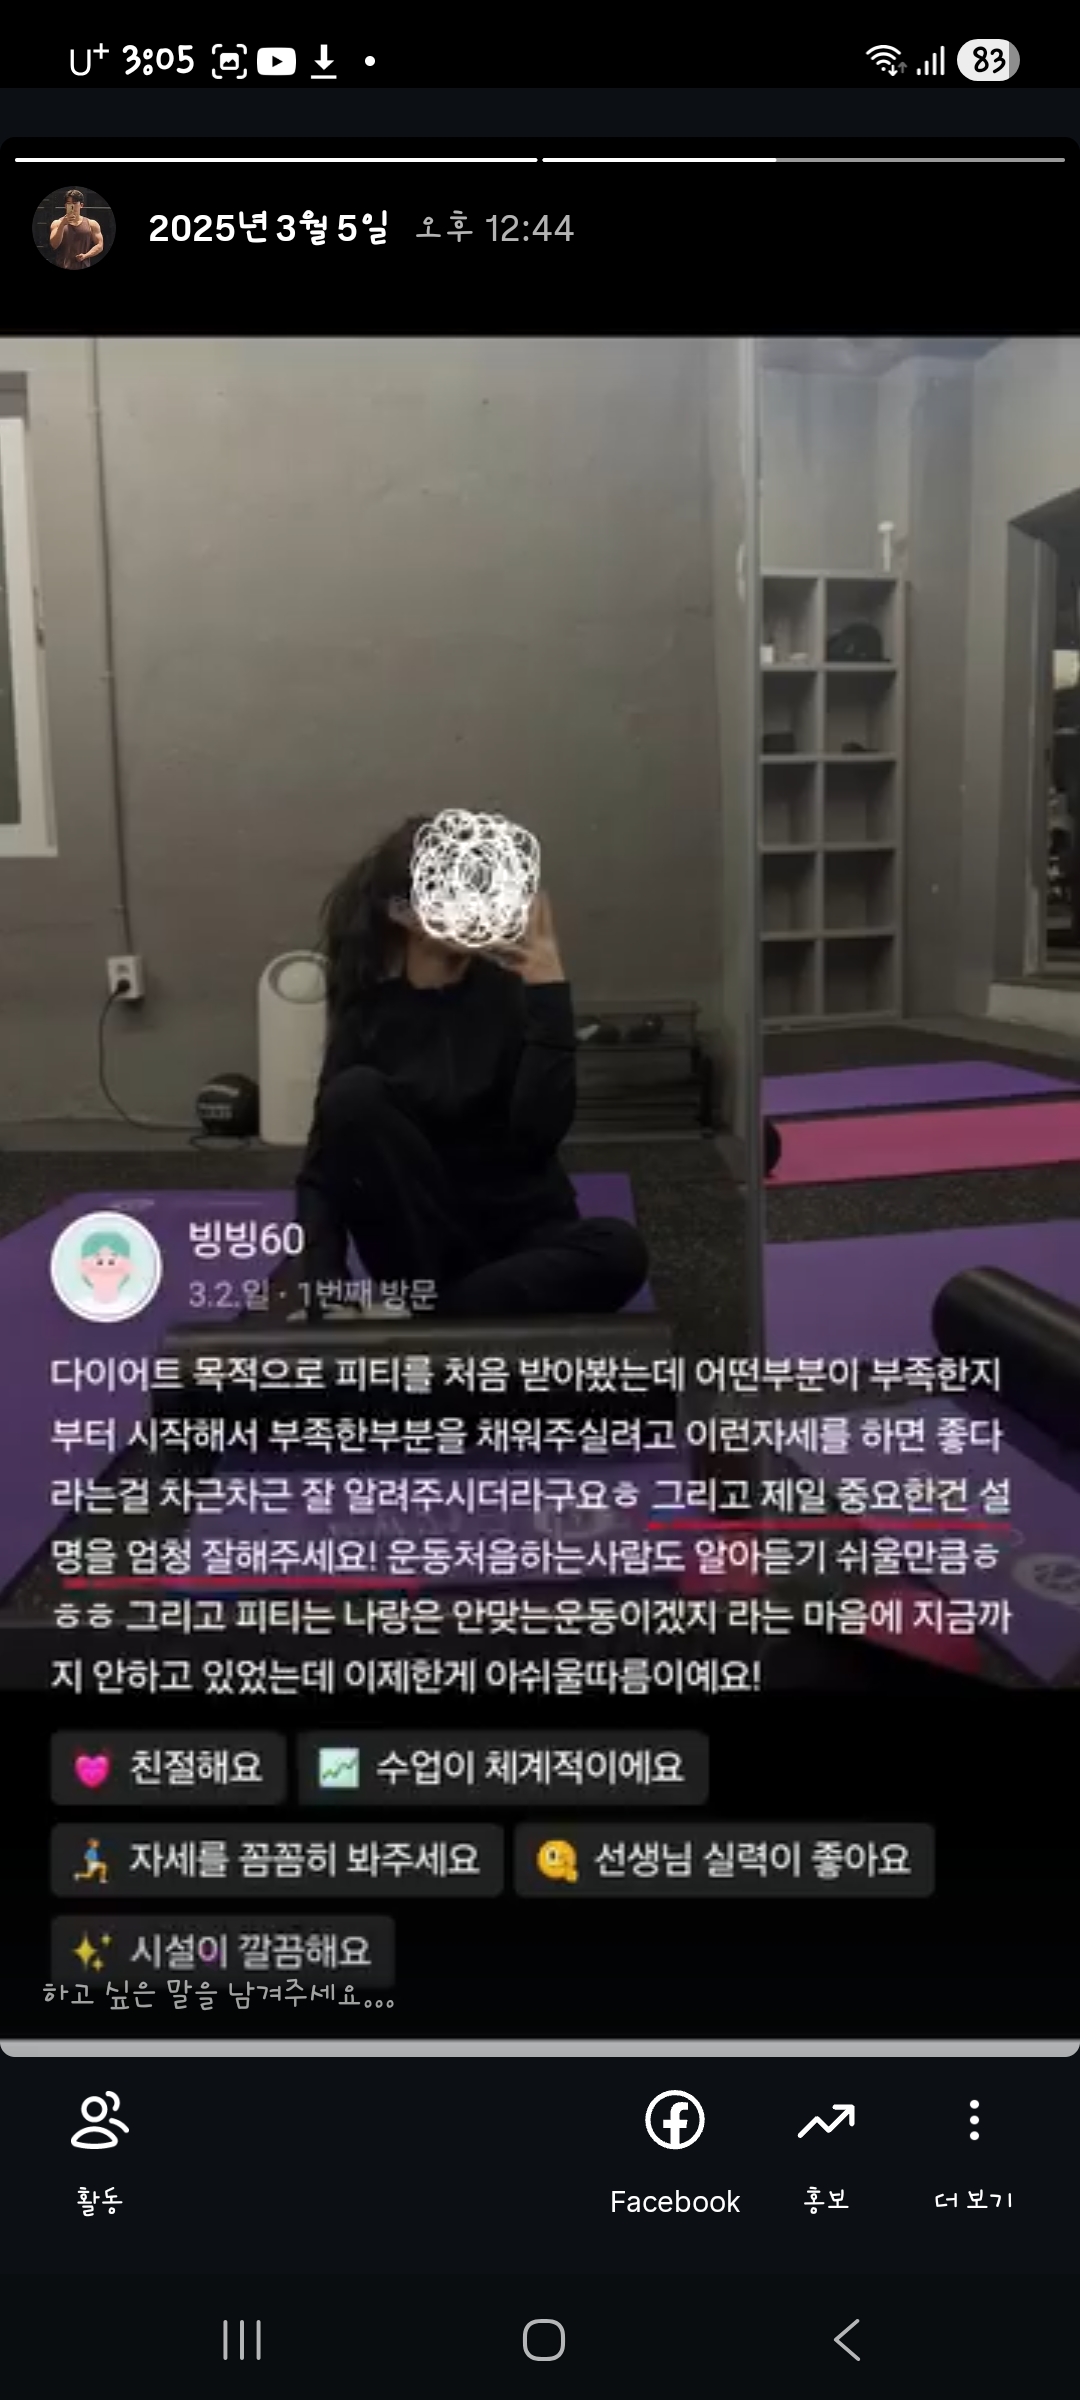 U+ 3:05
83
2025년 3월 5일 오후 12:44
빙빙60
3.2.일 · 1번째 방문
다이어트 목적으로 피티를 처음 받아봤는데 어떤부분이 부족한지
부터 시작해서 부족한부분을 채워주실려고 이런자세를 하면 좋다
라는걸 차근차근 잘 알려주시더라구요ㅎ 그리고 제일 중요한건 설
명을 엄청 잘해주세요! 운동처음하는사람도 알아듣기 쉬울만큼ㅎ
ㅎㅎ 그리고 피티는 나랑은 안맞는운동이겠지 라는 마음에 지금까
지 안하고 있었는데 이제한게 아쉬울따름이예요!
친절해요 수업이 체계적이에요
자세를 꼼꼼히 봐주세요 선생님 실력이 좋아요
시설이 깔끔해요
하고 싶은 말을 남겨주세요...
활동 Facebook 홍보 더 보기